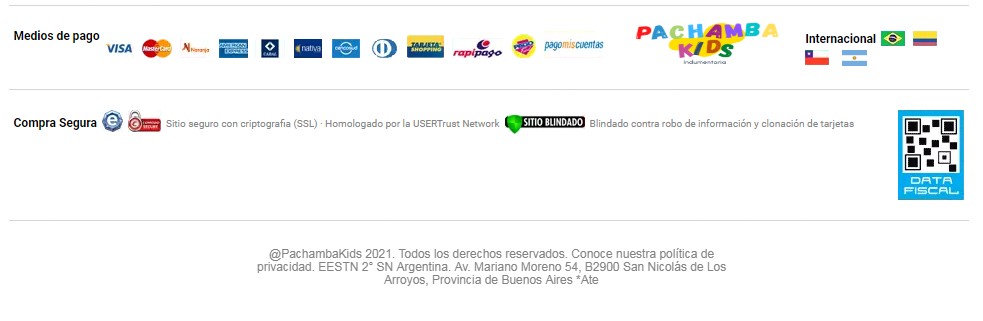 Medios de pago
VISA
MasterCard
Naranja
AMERICAN EXPRESS
CABAL
nativa
cencosud
TARJETA SHOPPING
rapipago
pagomiscuentas
PACHAMBA
KIDS
Indumentaria
Internacional
Compra Segura
Sitio seguro con criptografia (SSL) · Homologado por la USERTrust Network
SITIO BLINDADO
Blindado contra robo de información y clonación de tarjetas
DATA
FISCAL
@PachambaKids 2021. Todos los derechos reservados. Conoce nuestra política de
privacidad. EESTN 2° SN Argentina. Av. Mariano Moreno 54, B2900 San Nicolás de Los
Arroyos, Provincia de Buenos Aires *Ate